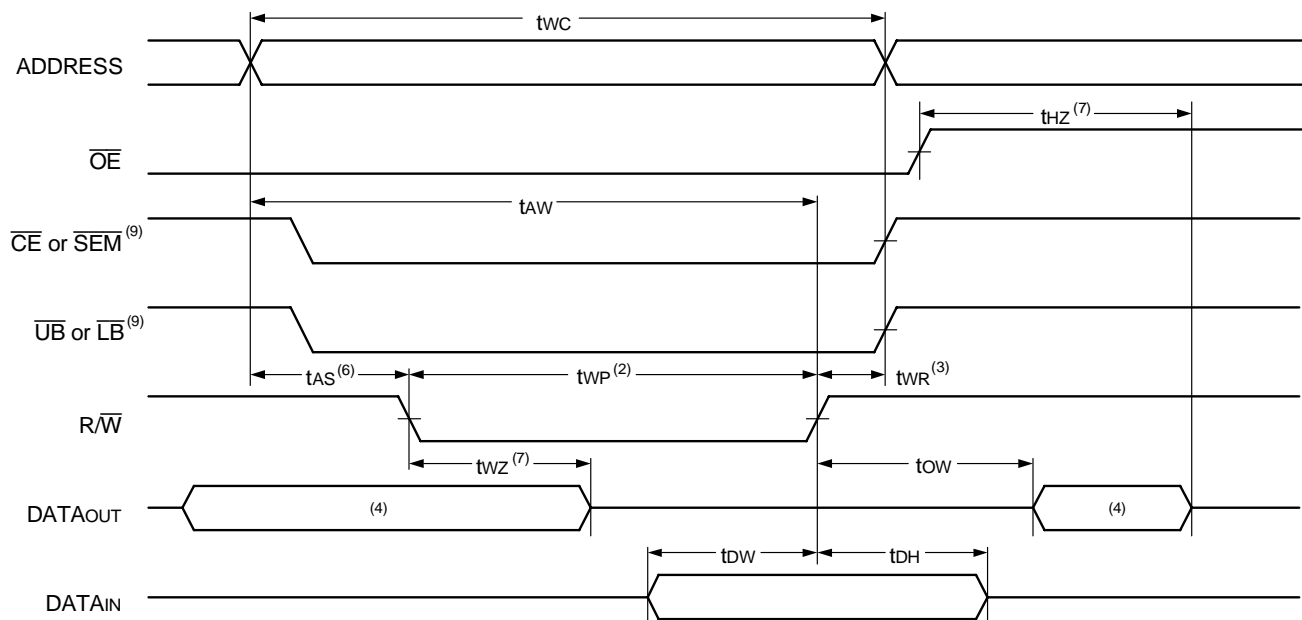 tWC
ADDRESS
tHZ (7)
OE
tAW
CE or SEM (9)
UB or LB (9)
tAS (6)
tWP (2)
tWR (3)
R/W
tWZ (7)
tOW
DATAOUT
(4)
(4)
tDW
tDH
DATAIN